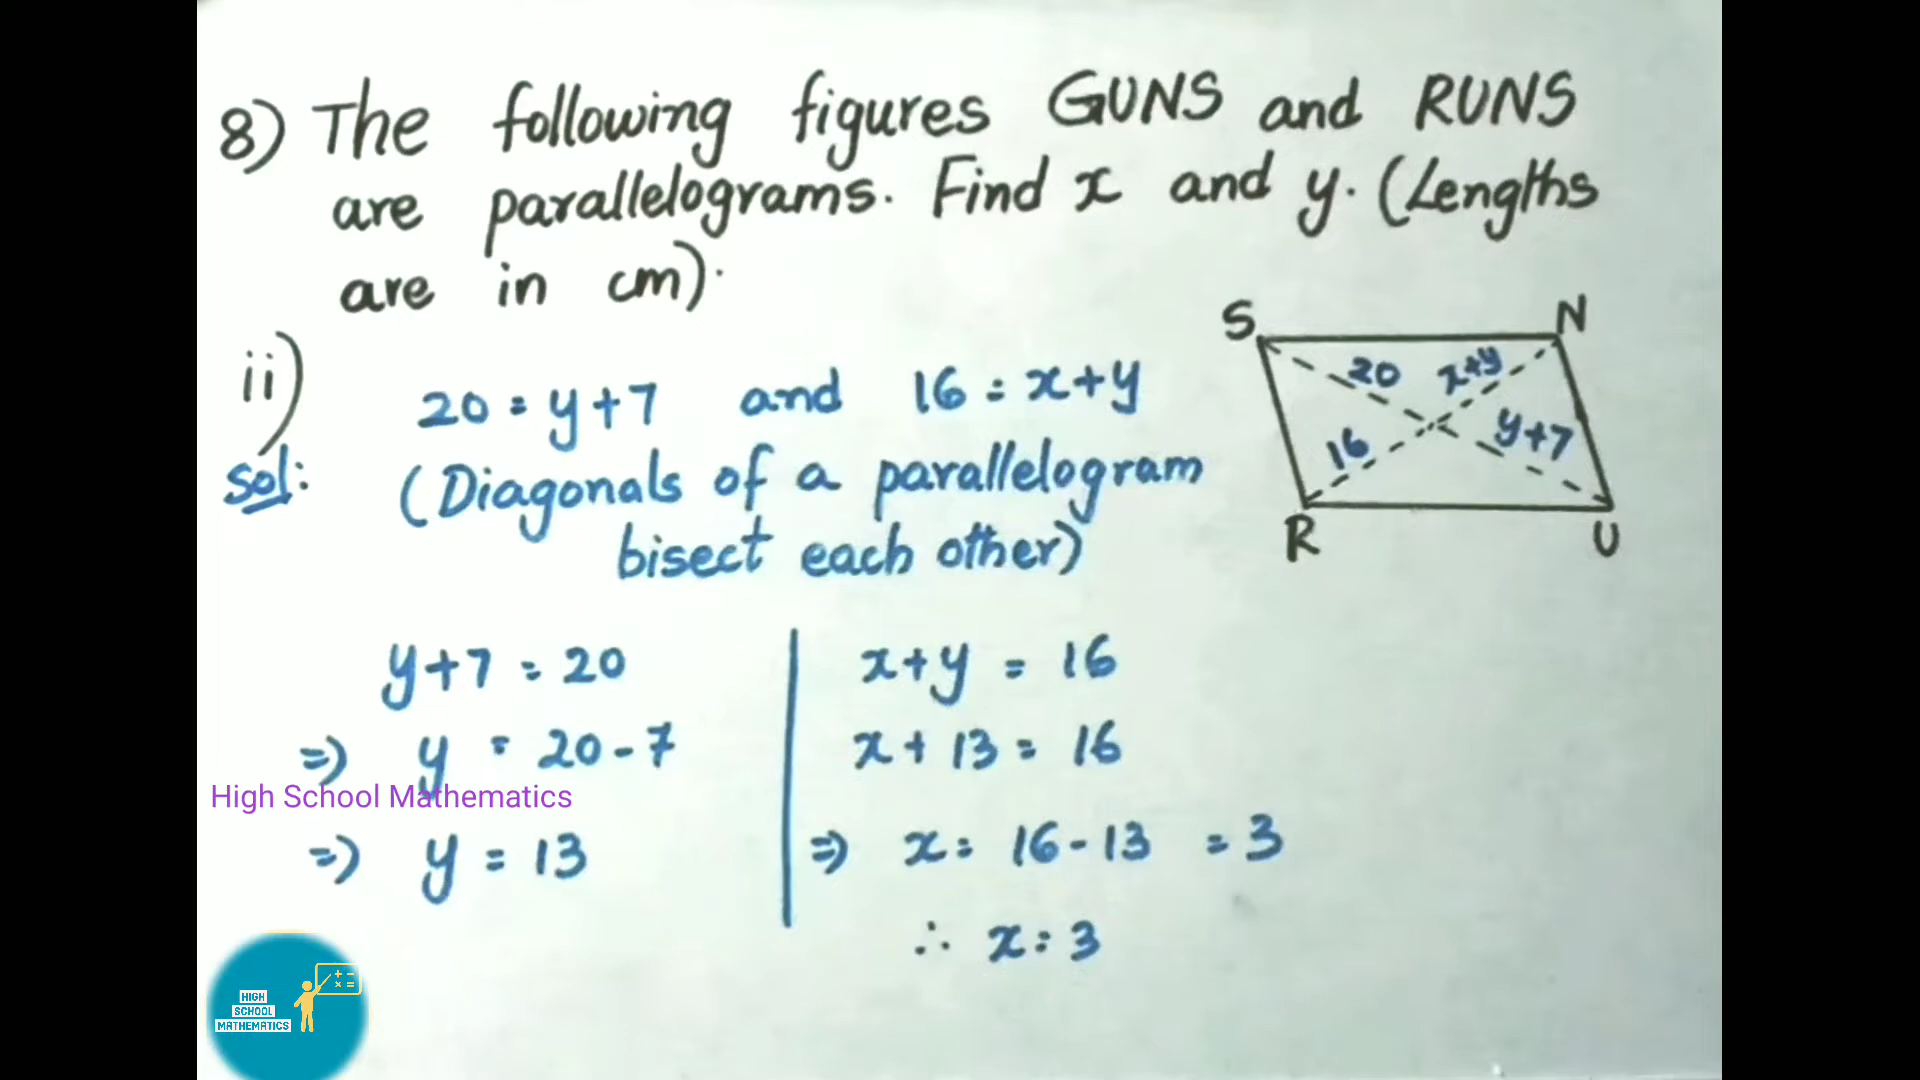 8) The following figures GUNS and RUNS
are parallelograms. Find x and y. (Lengths
are in cm).
ii)
Sol:
20 = y+7 and 16 = x+y
(Diagonals of a parallelogram
bisect each other)
S N
20 x+y
16 y+7
R U
y+7 = 20
=) y = 20-7
=) y = 13
x+y = 16
x+ 13 = 16
=) x= 16-13 = 3
∴ x = 3
High School Mathematics
+ -
× =
HIGH
SCHOOL
MATHEMATICS